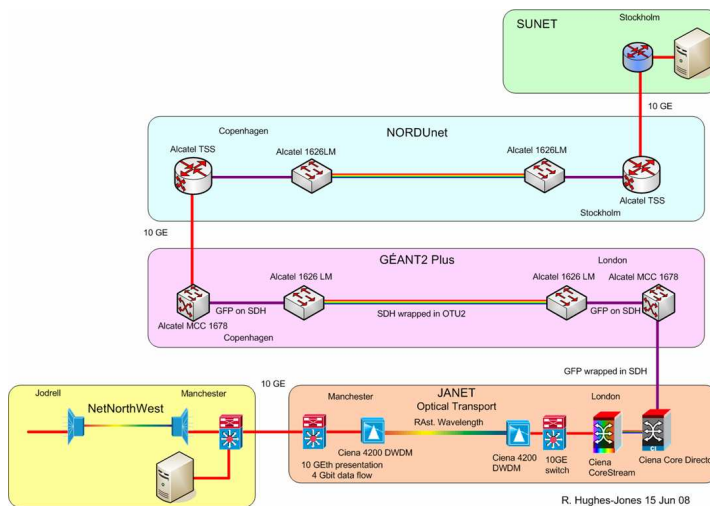 SUNET
Stockholm
10 GE
NORDUnet
Copenhagen
Alcatel TSS
Alcatel 1626LM
Alcatel 1626LM
Alcatel TSS
Stockholm
10 GE
GÉANT2 Plus
London
Alcatel 1626 LM
Alcatel 1626 LM
Alcatel MCC 1678
GFP on SDH
SDH wrapped in OTU2
GFP on SDH
Alcatel MCC 1678
Copenhagen
GFP wrapped in SDH
10 GE
Jodrell
Manchester
NetNorthWest
JANET
Manchester
London
Optical Transport
RAst. Wavelength
Ciena 4200 DWDM
Ciena 4200
DWDM
10GE
switch
Ciena
CoreStream
Ciena Core Director
10 GEth presentation
4 Gbit data flow
R. Hughes-Jones 15 Jun 08